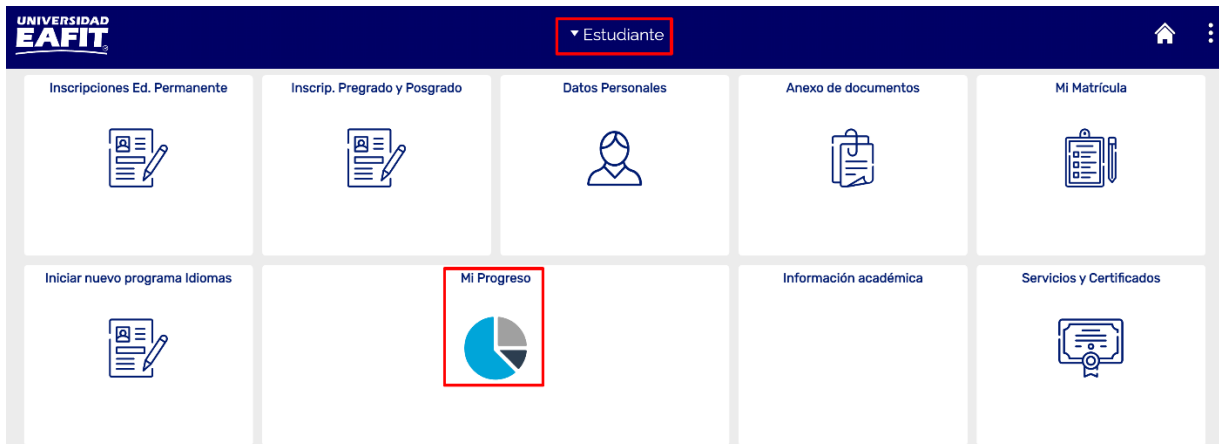 UNIVERSIDAD
EAFIT
Estudiante
Inscripciones Ed. Permanente
Inscrip. Pregrado y Posgrado
Datos Personales
Anexo de documentos
Mi Matrícula
Iniciar nuevo programa Idiomas
Mi Progreso
Información académica
Servicios y Certificados